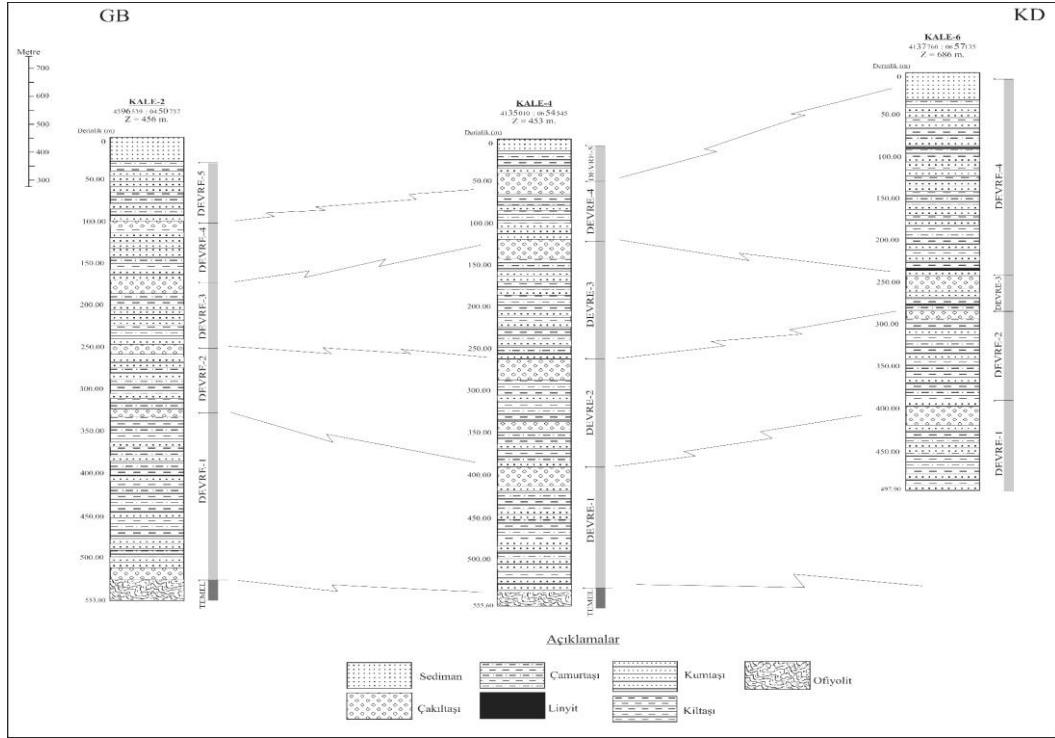 GB
KD
Metre
700
600
500
400
300
KALE-2
Z = 456 m.
Derinlik (m)
0
50.00
100.00
150.00
200.00
250.00
300.00
350.00
400.00
450.00
500.00
553.00
DEVRE-5
DEVRE-4
DEVRE-3
DEVRE-2
DEVRE-1
TEMEL
KALE-4
Z = 453 m.
Derinlik (m)
0
50.00
100.00
150.00
200.00
250.00
300.00
350.00
400.00
450.00
500.00
555.60
DEVRE-5
DEVRE-4
DEVRE-3
DEVRE-2
DEVRE-1
TEMEL
KALE-6
Z = 686 m.
Derinlik (m)
0
50.00
100.00
150.00
200.00
250.00
300.00
350.00
400.00
450.00
497.90
DEVRE-4
DEVRE-3
DEVRE-2
DEVRE-1
Açıklamalar
Sediman
Çamurtaşı
Kumtaşı
Ofiyolit
Çakıltaşı
Linyit
Kiltaşı